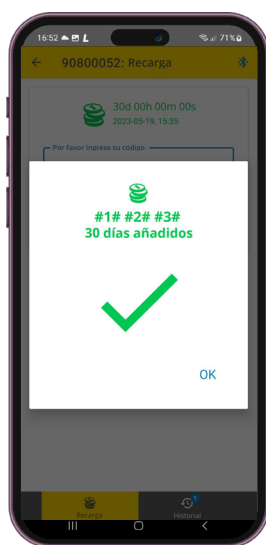 16:52
71%
90800052: Recarga
30d 00h 00m 00s
2023-05-19, 15:35
Por favor ingrese su código
#1# #2# #3#
30 días añadidos
OK
Recarga
1
Historial